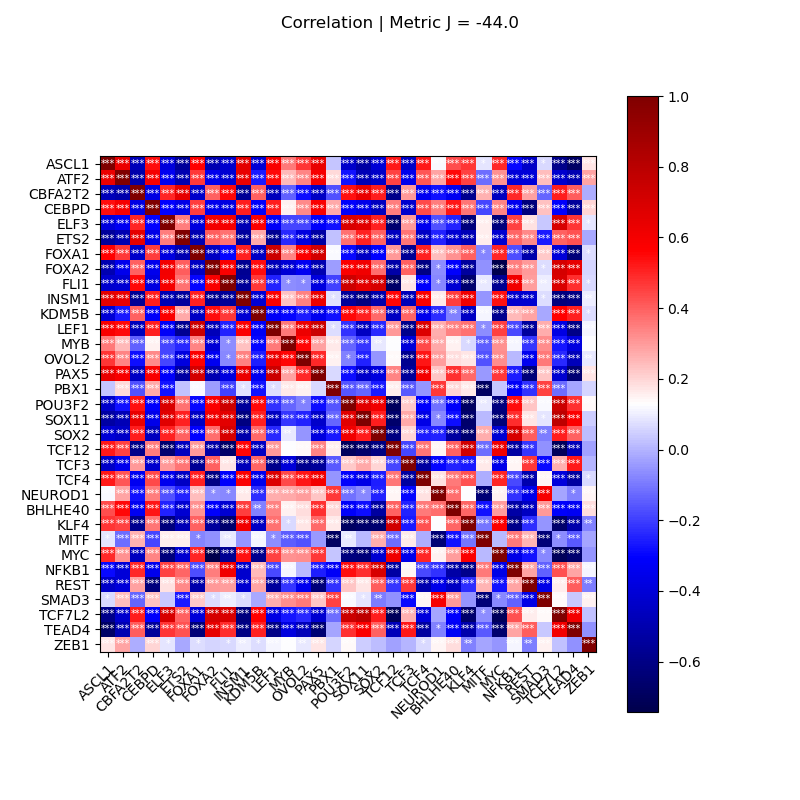 Correlation | Metric J = -44.0
ASCL1
ATF2
CBFA2T2
CEBPD
ELF3
ETS2
FOXA1
FOXA2
FLI1
INSM1
KDM5B
LEF1
MYB
OVOL2
PAX5
PBX1
POU3F2
SOX11
SOX2
TCF12
TCF3
TCF4
NEUROD1
BHLHE40
KLF4
MITF
MYC
NFKB1
REST
SMAD3
TCF7L2
TEAD4
ZEB1
ASCL1
ATF2
CBFA2T2
CEBPD
ELF3
ETS2
FOXA1
FOXA2
FLI1
INSM1
KDM5B
LEF1
MYB
OVOL2
PAX5
PBX1
POU3F2
SOX11
SOX2
TCF12
TCF3
TCF4
NEUROD1
BHLHE40
KLF4
MITF
MYC
NFKB1
REST
SMAD3
TCF7L2
TEAD4
ZEB1
1.0
0.8
0.6
0.4
0.2
0.0
−0.2
−0.4
−0.6